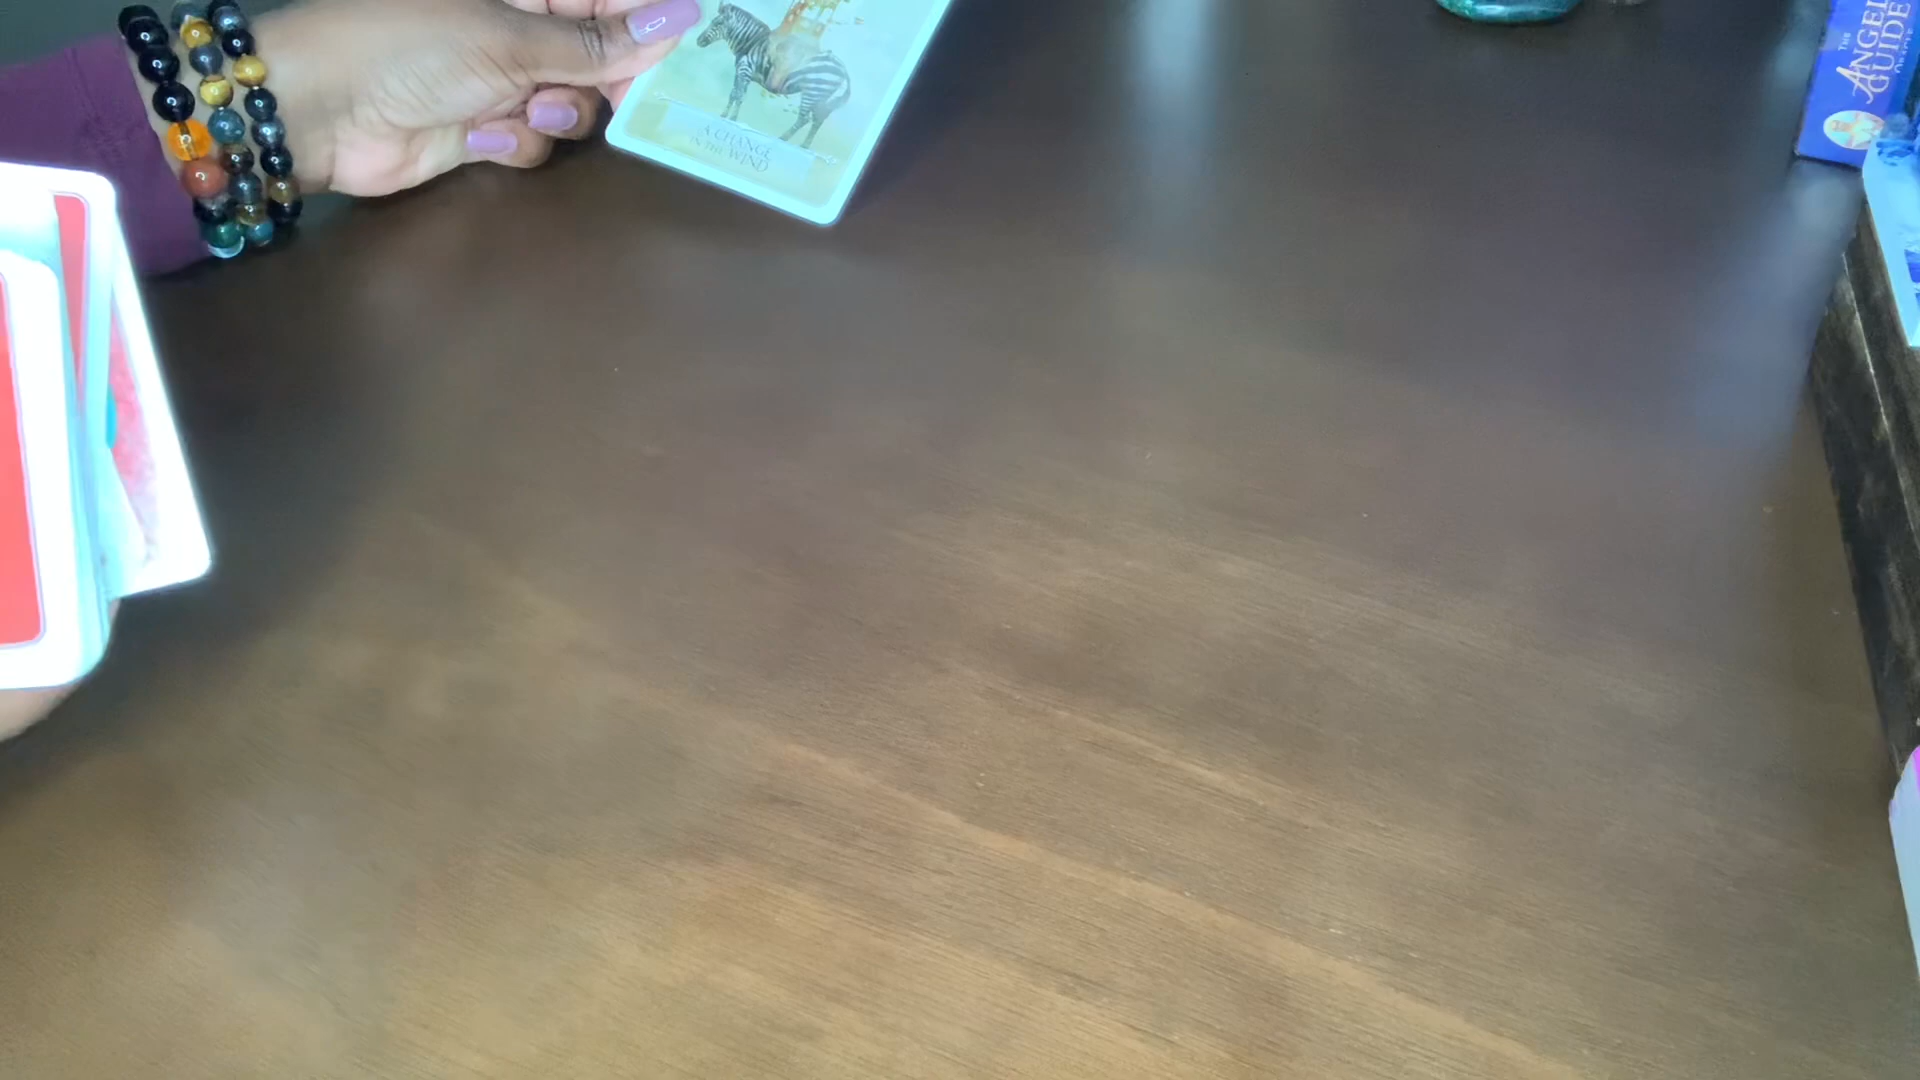 A CHANGE
IN THE WIND
THE
ANGEL
GUIDE